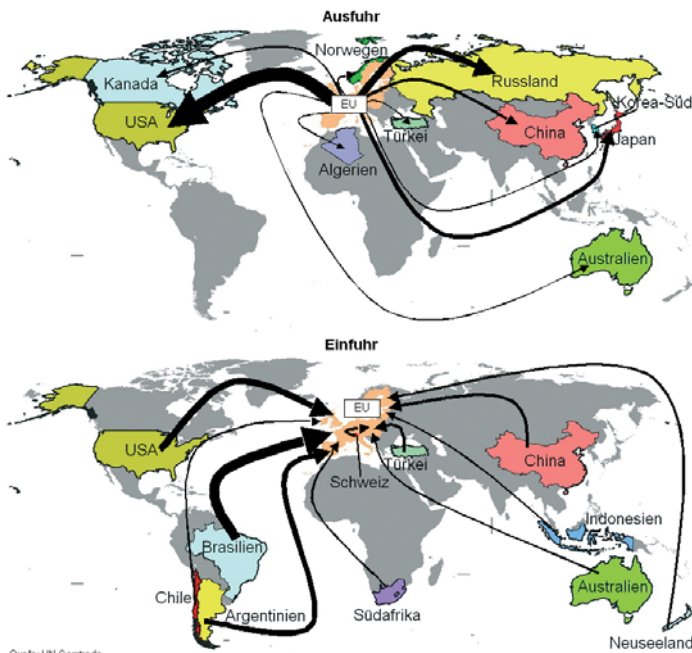 Ausfuhr
Norwegen
Kanada
Russland
EU
USA
Korea-Süd
Türkei
China
Japan
Algerien
Australien
Einfuhr
EU
USA
Türkei
China
Schweiz
Indonesien
Brasilien
Chile
Australien
Argentinien
Südafrika
Neuseeland